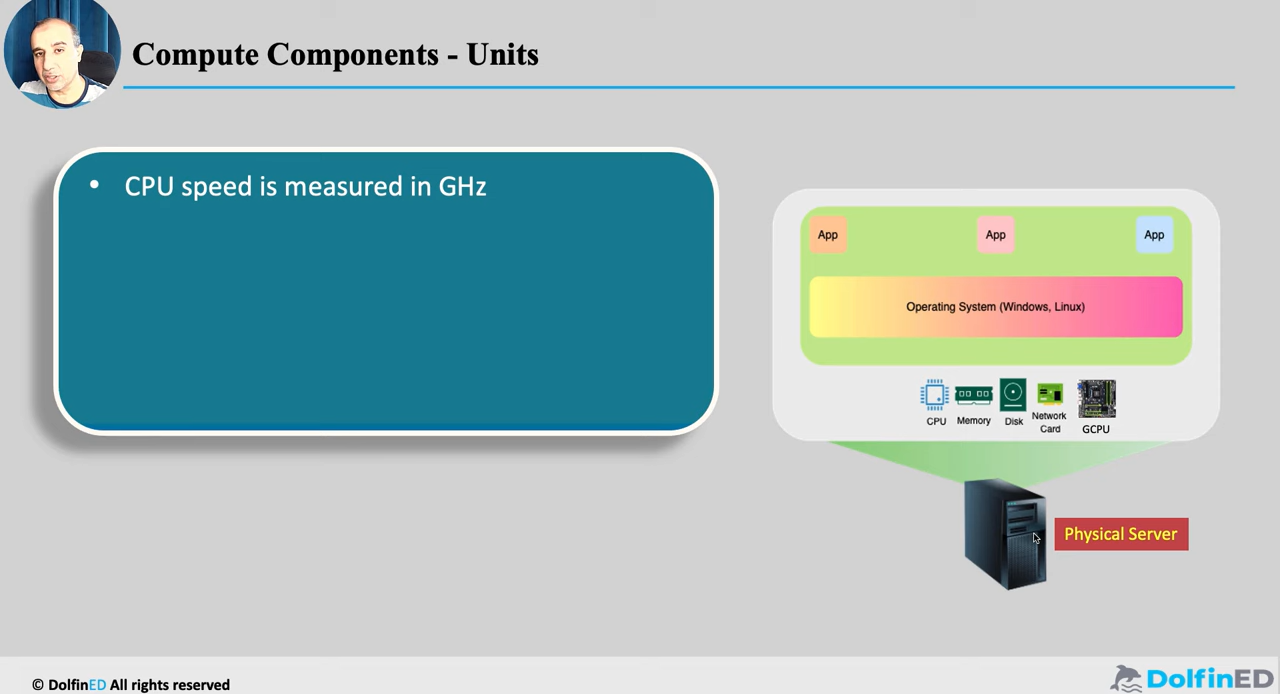 Compute Components - Units
• CPU speed is measured in GHz
App App App
Operating System (Windows, Linux)
CPU Memory Disk Network Card GCPU
Physical Server
© DolfinED All rights reserved
DolfinED